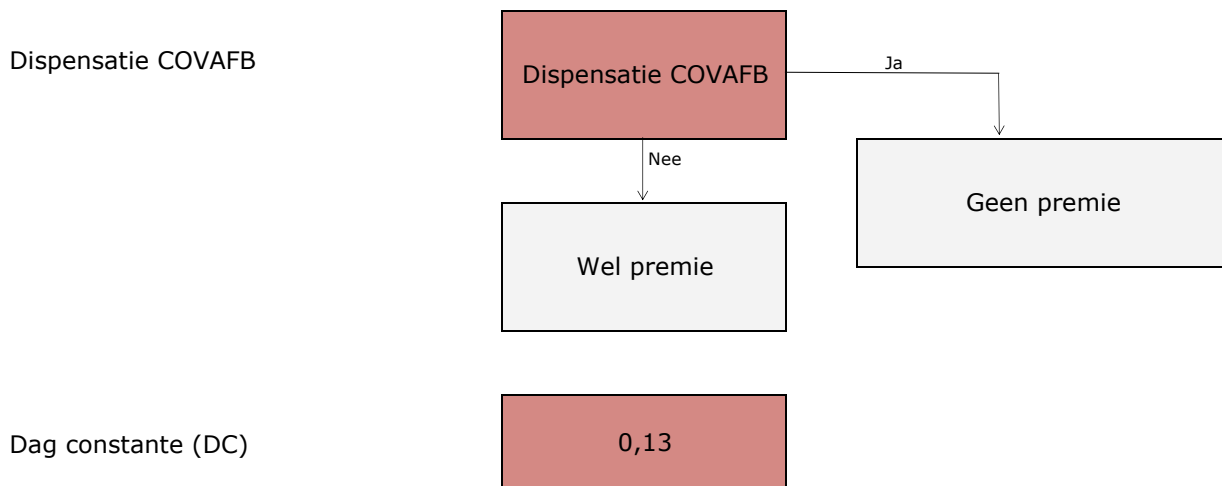 Dispensatie COVAFB
Dispensatie COVAFB
Ja
Nee
Geen premie
Wel premie
Dag constante (DC)
0,13